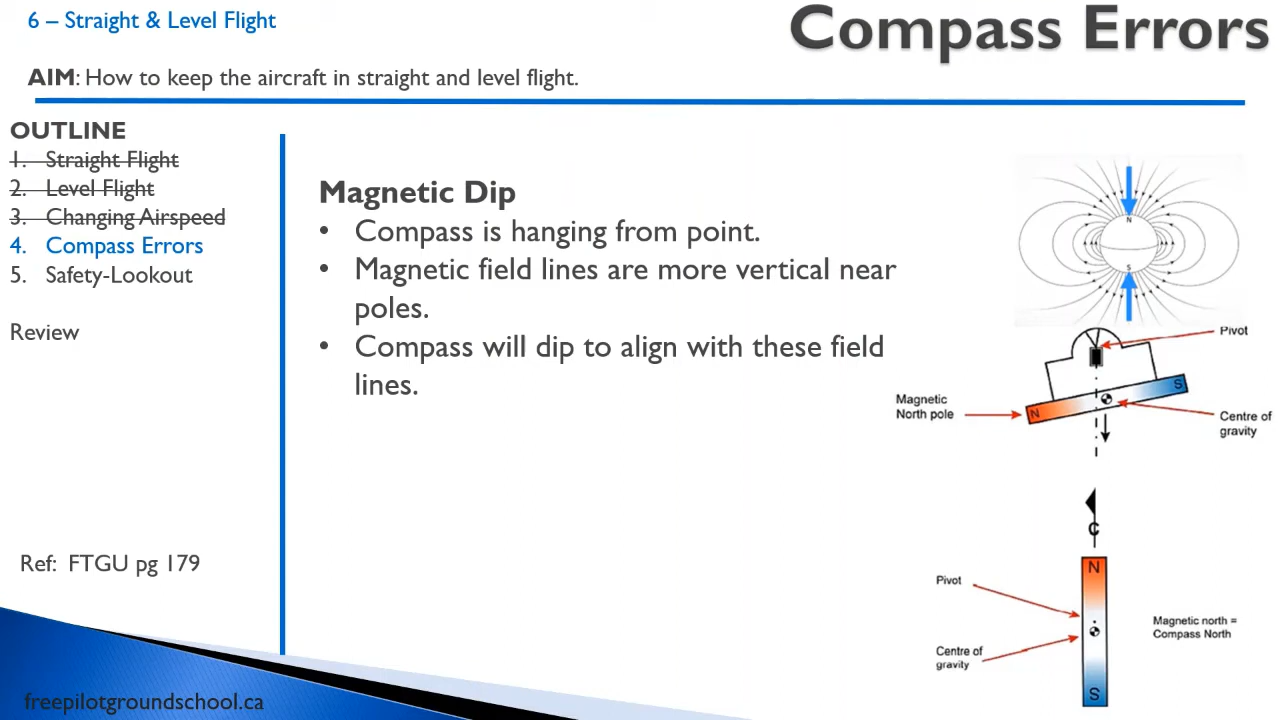 6 – Straight & Level Flight
Compass Errors
AIM: How to keep the aircraft in straight and level flight.
OUTLINE
1. Straight Flight
2. Level Flight
3. Changing Airspeed
4. Compass Errors
5. Safety-Lookout
Review
Ref: FTGU pg 179
freepilotgroundschool.ca
Magnetic Dip
• Compass is hanging from point.
• Magnetic field lines are more vertical near
poles.
• Compass will dip to align with these field
lines.
N
S
Pivot
S
Magnetic
North pole
N
Centre of
gravity
C
N
Pivot
Magnetic north =
Compass North
Centre of
gravity
S